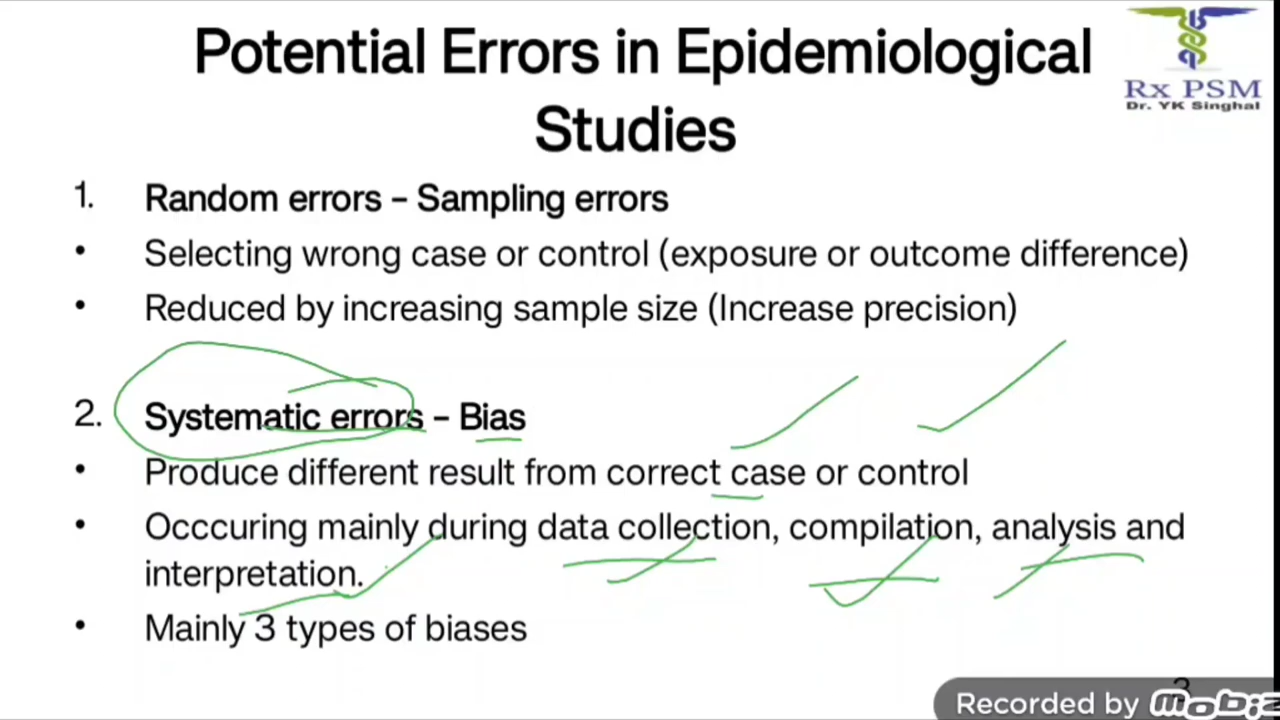 Potential Errors in Epidemiological
Studies
Rx PSM
Dr. YK Singhal
1. Random errors – Sampling errors
• Selecting wrong case or control (exposure or outcome difference)
• Reduced by increasing sample size (Increase precision)
2. Systematic errors – Bias
• Produce different result from correct case or control
• Occcuring mainly during data collection, compilation, analysis and
interpretation.
• Mainly 3 types of biases
3
Recorded by